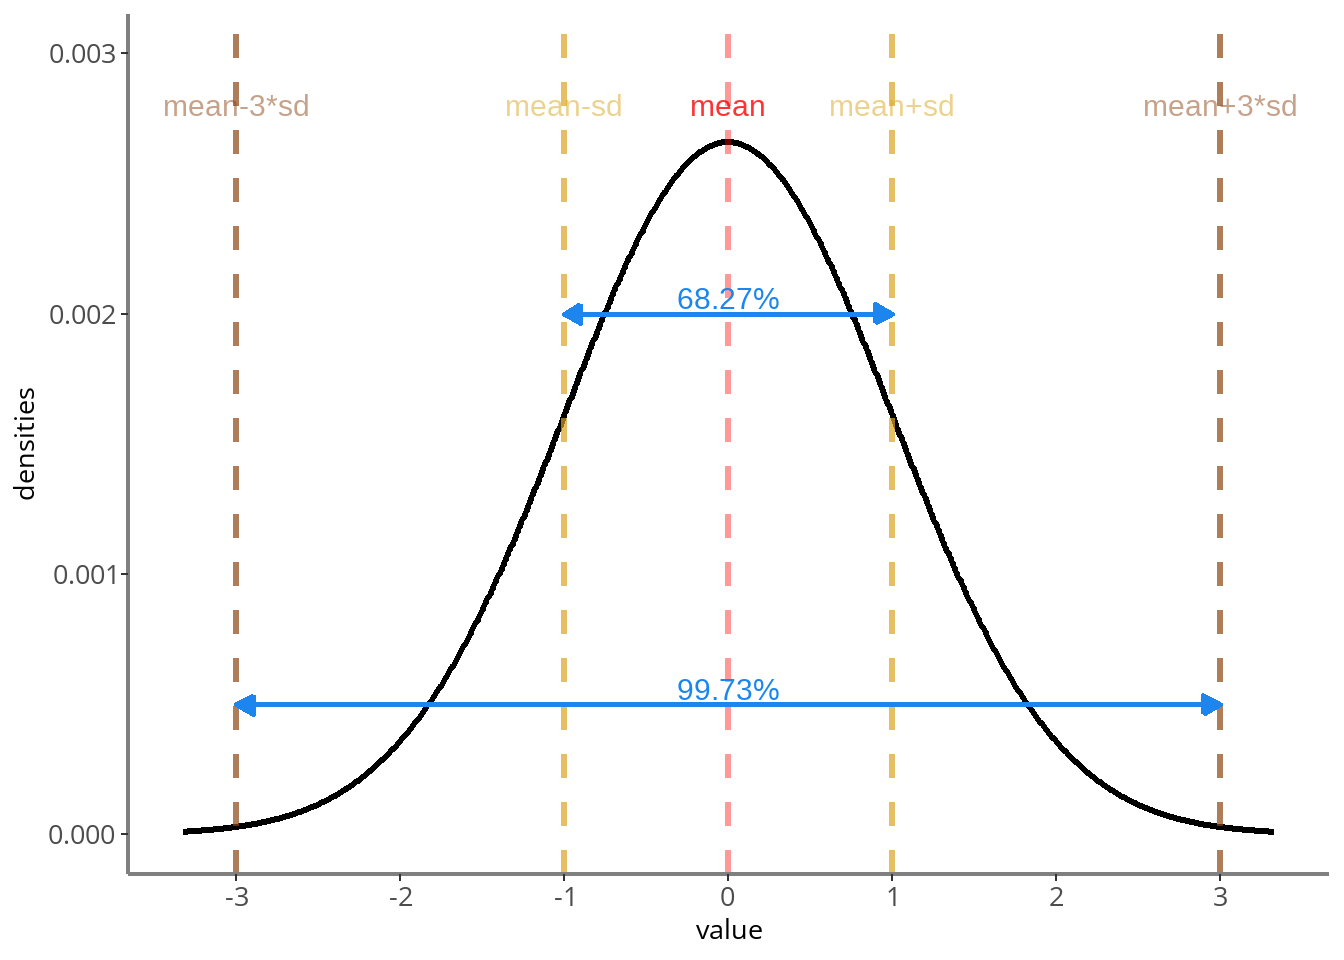 0.003
mean-3*sd
mean-sd
mean
mean+sd
mean+3*sd
68.27%
0.002
densities
0.001
99.73%
0.000
-3
-2
-1
0
1
2
3
value